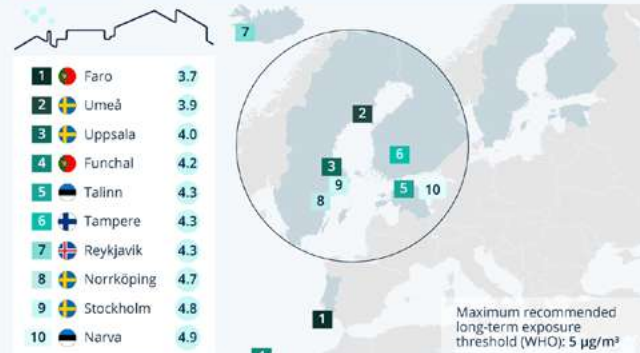 1 Faro 3.7
2 Umeå 3.9
3 Uppsala 4.0
4 Funchal 4.2
5 Talinn 4.3
6 Tampere 4.3
7 Reykjavik 4.3
8 Norrköping 4.7
9 Stockholm 4.8
10 Narva 4.9
7
2
6
3
9
5
10
8
1
Maximum recommended
long-term exposure
threshold (WHO): 5 µg/m³